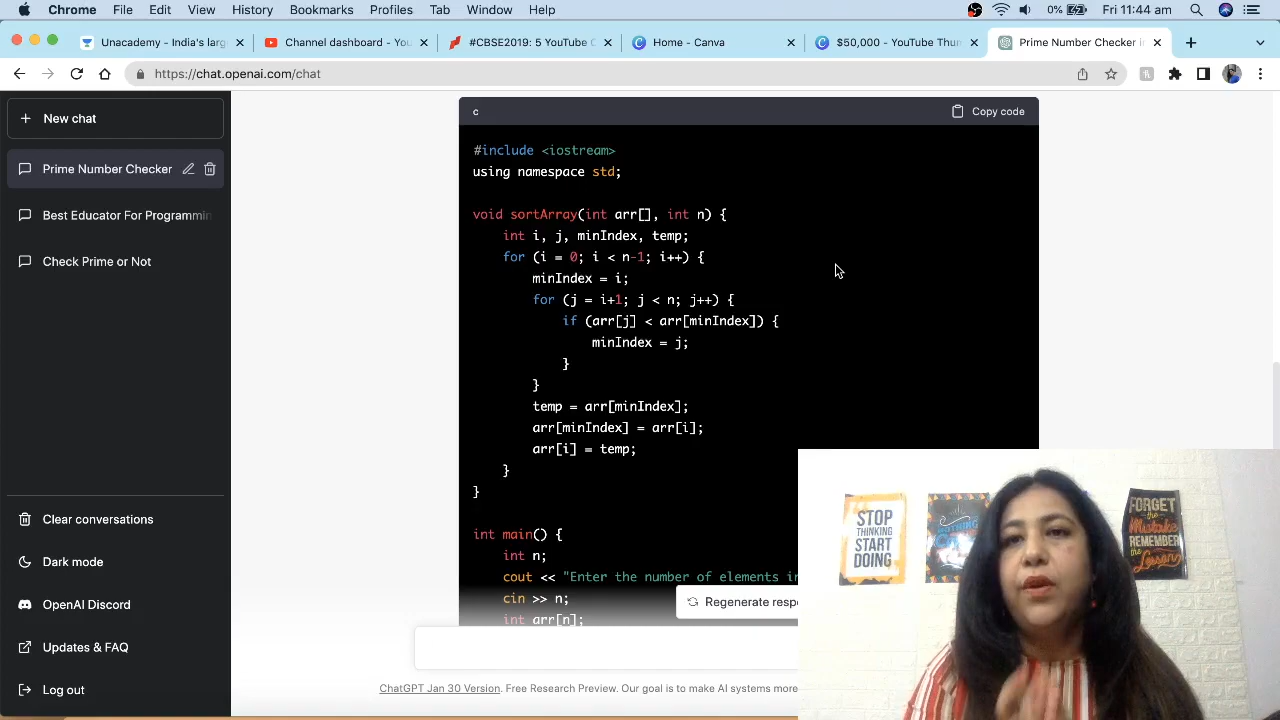 Chrome File Edit View History Bookmarks Profiles Tab Window Help 0% Fri 11:44 am
Unacademy - India's larg Channel dashboard - You #CBSE2019: 5 YouTube C Home - Canva $50,000 - YouTube Thun Prime Number Checker in
https://chat.openai.com/chat
New chat
Prime Number Checker
Best Educator For Programmin
Check Prime or Not
Clear conversations
Dark mode
OpenAI Discord
Updates & FAQ
Log out
c Copy code
#include <iostream>
using namespace std;
void sortArray(int arr[], int n) {
int i, j, minIndex, temp;
for (i = 0; i < n-1; i++) {
minIndex = i;
for (j = i+1; j < n; j++) {
if (arr[j] < arr[minIndex]) {
minIndex = j;
}
}
temp = arr[minIndex];
arr[minIndex] = arr[i];
arr[i] = temp;
}
}
int main() {
int n;
cout << "Enter the number of elements in
cin >> n;
int arr[n];
Regenerate respo
ChatGPT Jan 30 Version. Free Research Preview. Our goal is to make AI systems more
STOP
THINKING
START
DOING
NOTHING
FORGET
the
Mistake
REMEMBER
the
Lesson